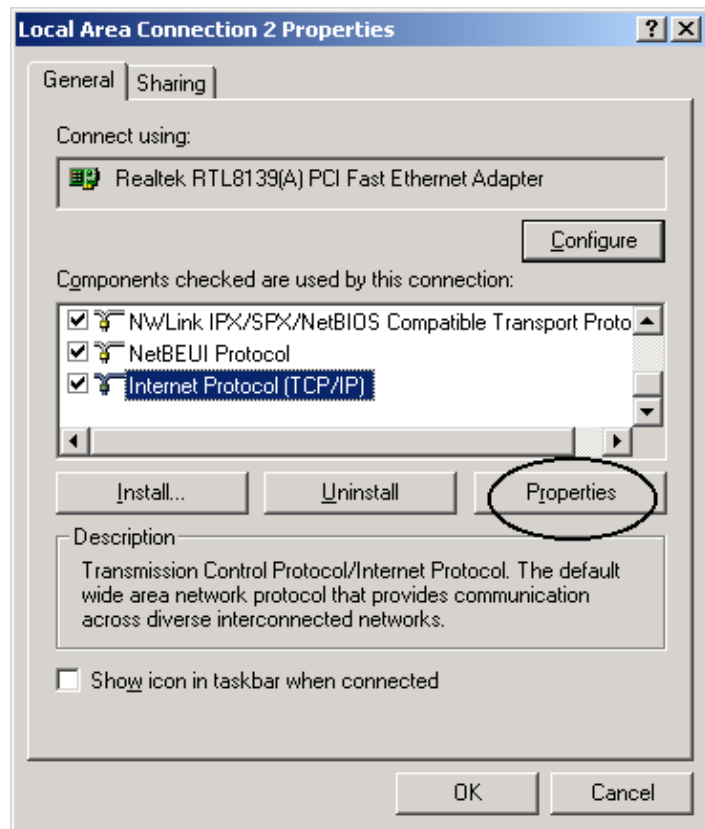 Local Area Connection 2 Properties
General
Sharing
Connect using:
Realtek RTL8139(A) PCI Fast Ethernet Adapter
Configure
Components checked are used by this connection:
NWLink IPX/SPX/NetBIOS Compatible Transport Proto
NetBEUI Protocol
Internet Protocol (TCP/IP)
Install...
Uninstall
Properties
Description
Transmission Control Protocol/Internet Protocol. The default
wide area network protocol that provides communication
across diverse interconnected networks.
Show icon in taskbar when connected
OK
Cancel